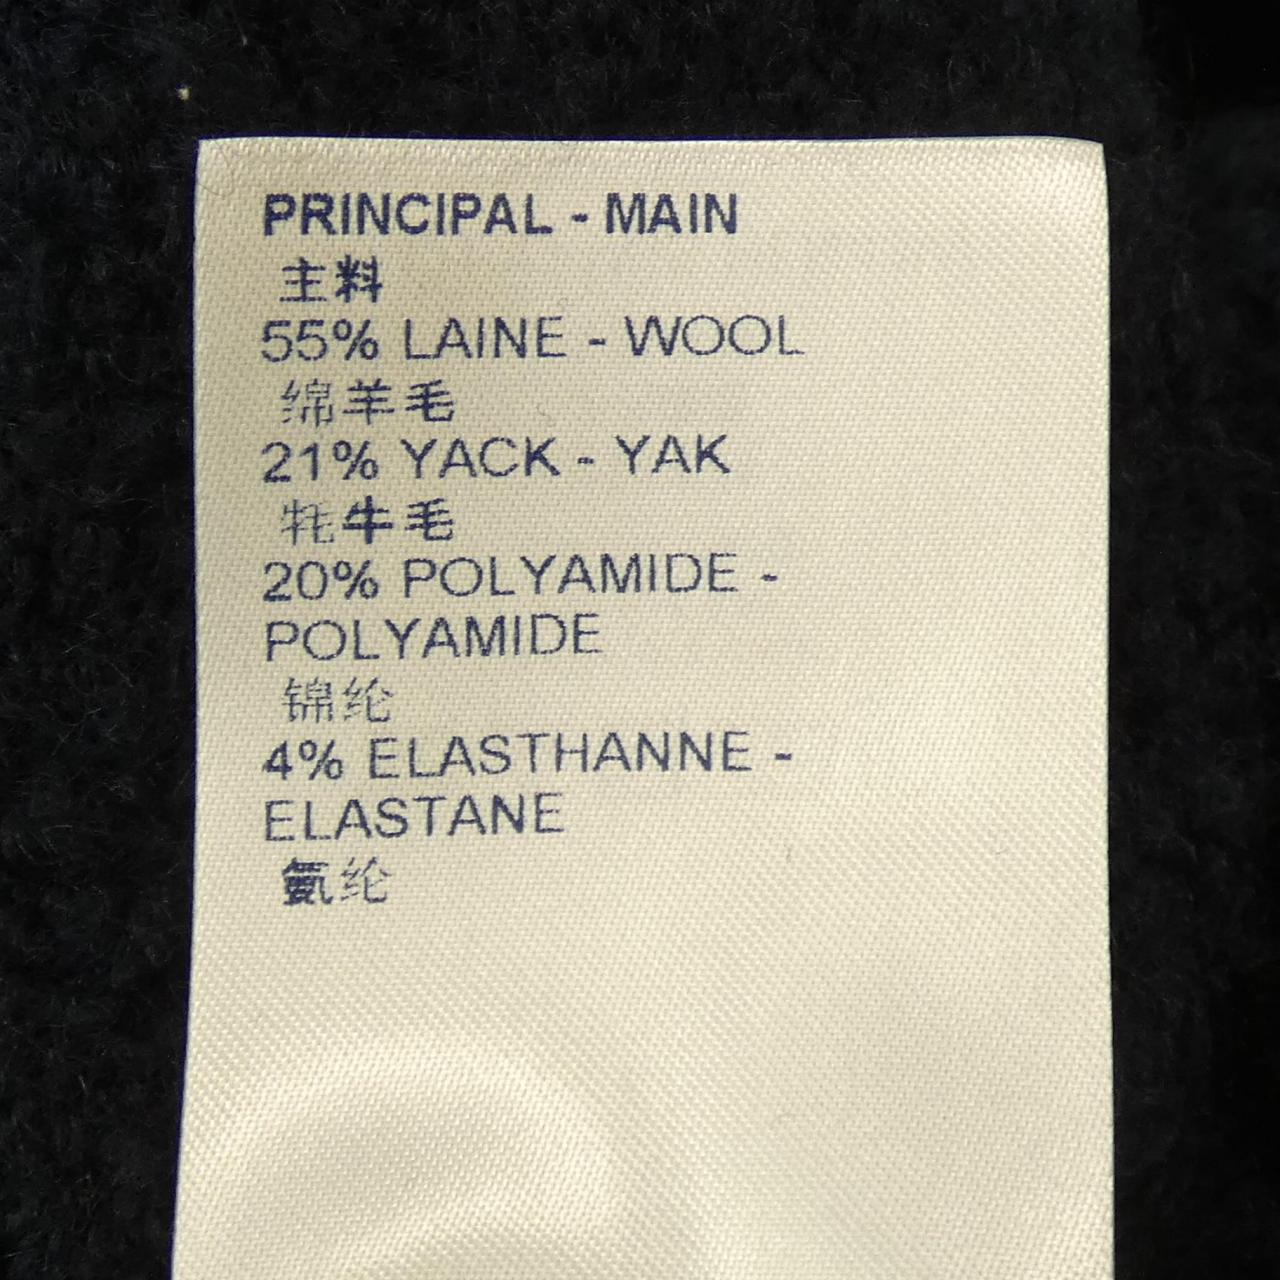 PRINCIPAL - MAIN
主料
55% LAINE - WOOL
绵羊毛
21% YACK - YAK
牦牛毛
20% POLYAMIDE -
POLYAMIDE
锦纶
4% ELASTHANNE -
ELASTANE
氨纶